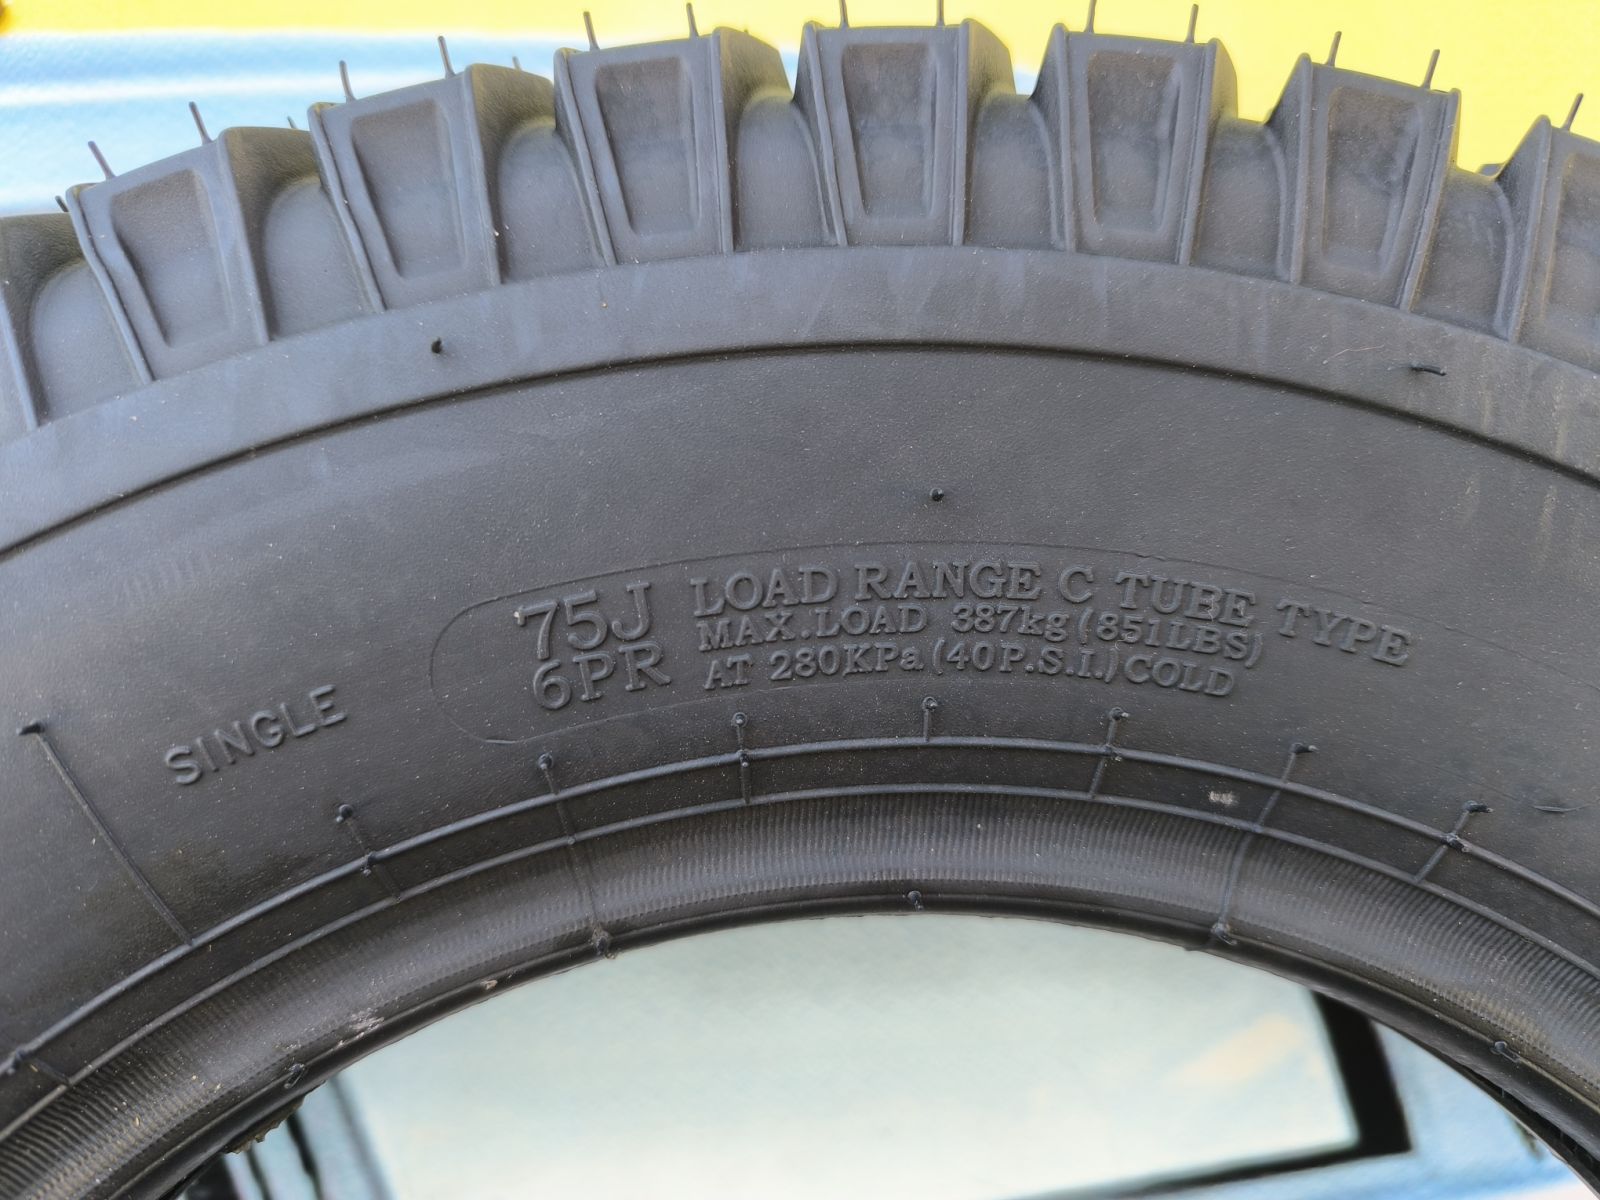 SINGLE
75J LOAD RANGE C TUBE TYPE
6PR MAX.LOAD 387kg(851LBS)
AT 280KPa(40P.S.I.)COLD